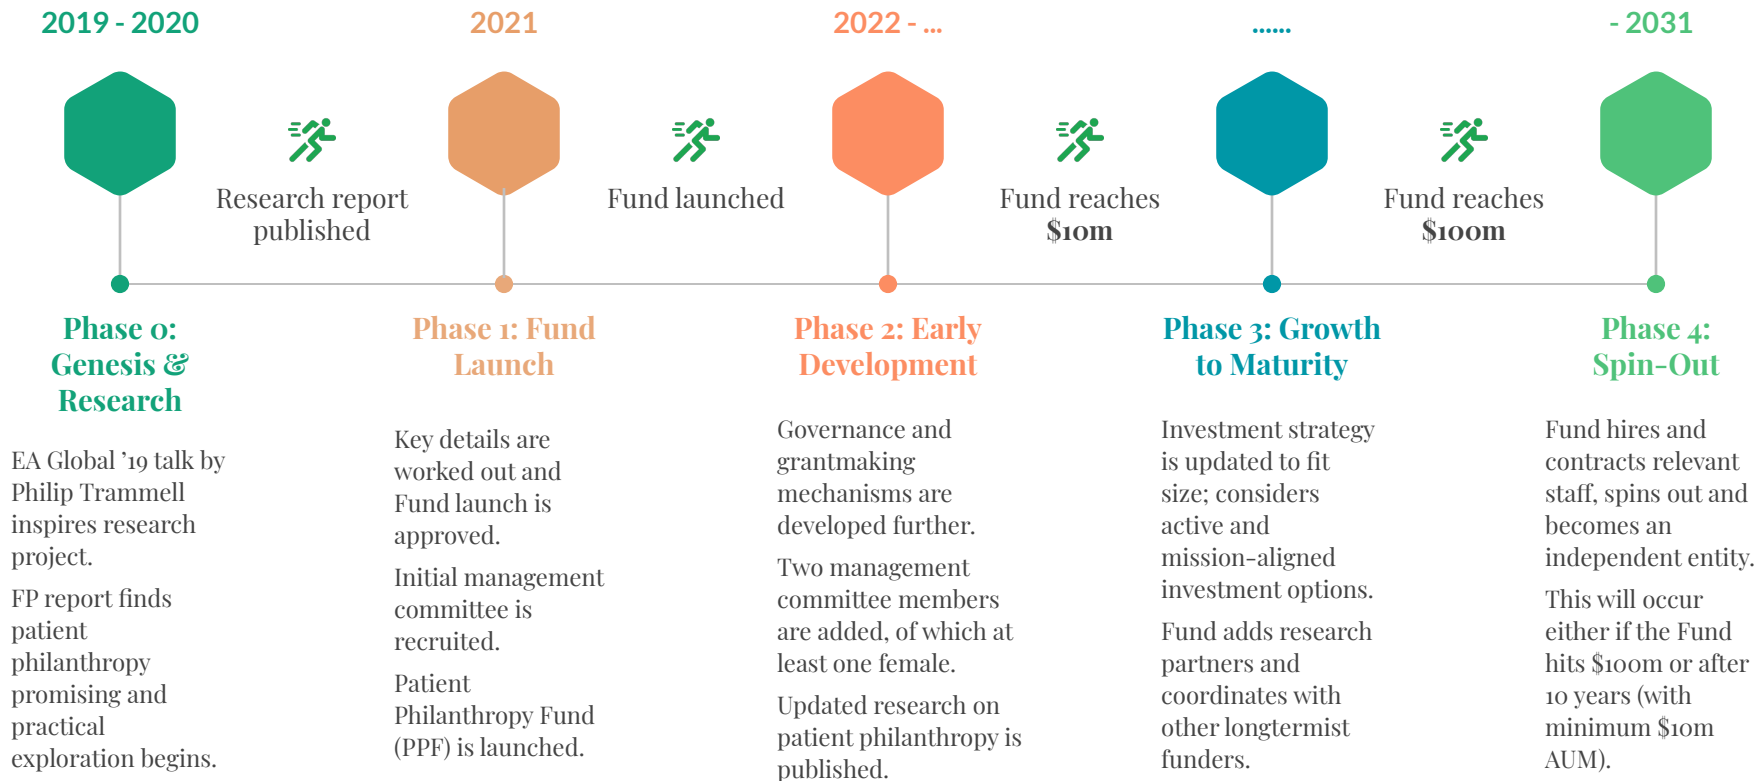 2019 - 2020
2021
2022 - ...
......
- 2031
Research report
published
Fund launched
Fund reaches
$10m
Fund reaches
$100m
Phase 0:
Genesis &
Research
EA Global ’19 talk by
Philip Trammell
inspires research
project.
FP report finds
patient
philanthropy
promising and
practical
exploration begins.
Phase 1: Fund
Launch
Key details are
worked out and
Fund launch is
approved.
Initial management
committee is
recruited.
Patient
Philanthropy Fund
(PPF) is launched.
Phase 2: Early
Development
Governance and
grantmaking
mechanisms are
developed further.
Two management
committee members
are added, of which at
least one female.
Updated research on
patient philanthropy is
published.
Phase 3: Growth
to Maturity
Investment strategy
is updated to fit
size; considers
active and
mission-aligned
investment options.
Fund adds research
partners and
coordinates with
other longtermist
funders.
Phase 4:
Spin-Out
Fund hires and
contracts relevant
staff, spins out and
becomes an
independent entity.
This will occur
either if the Fund
hits $100m or after
10 years (with
minimum $10m
AUM).